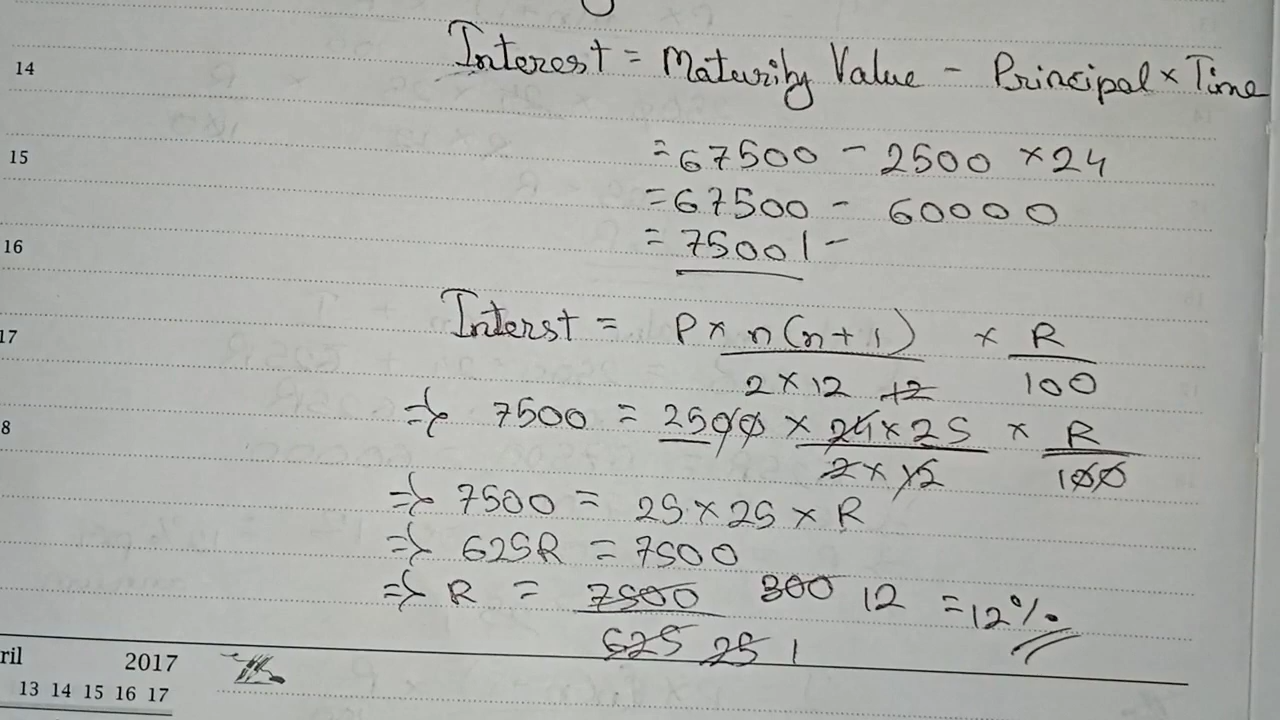 14
Interest = Maturity Value - Principal × Time
15
= 67500 - 2500 × 24
= 67500 - 60000
16
= 7500/-
17
Interst = P × n(n+1) / 2×12 12 × R / 100
8
=> 7500 = 2500 × 24×25 / 2×12 × R / 100
=> 7500 = 25×25×R
=> 625R = 7500
=> R = 7500 300 12 / 625 25 1 = 12%
ril 2017
13 14 15 16 17